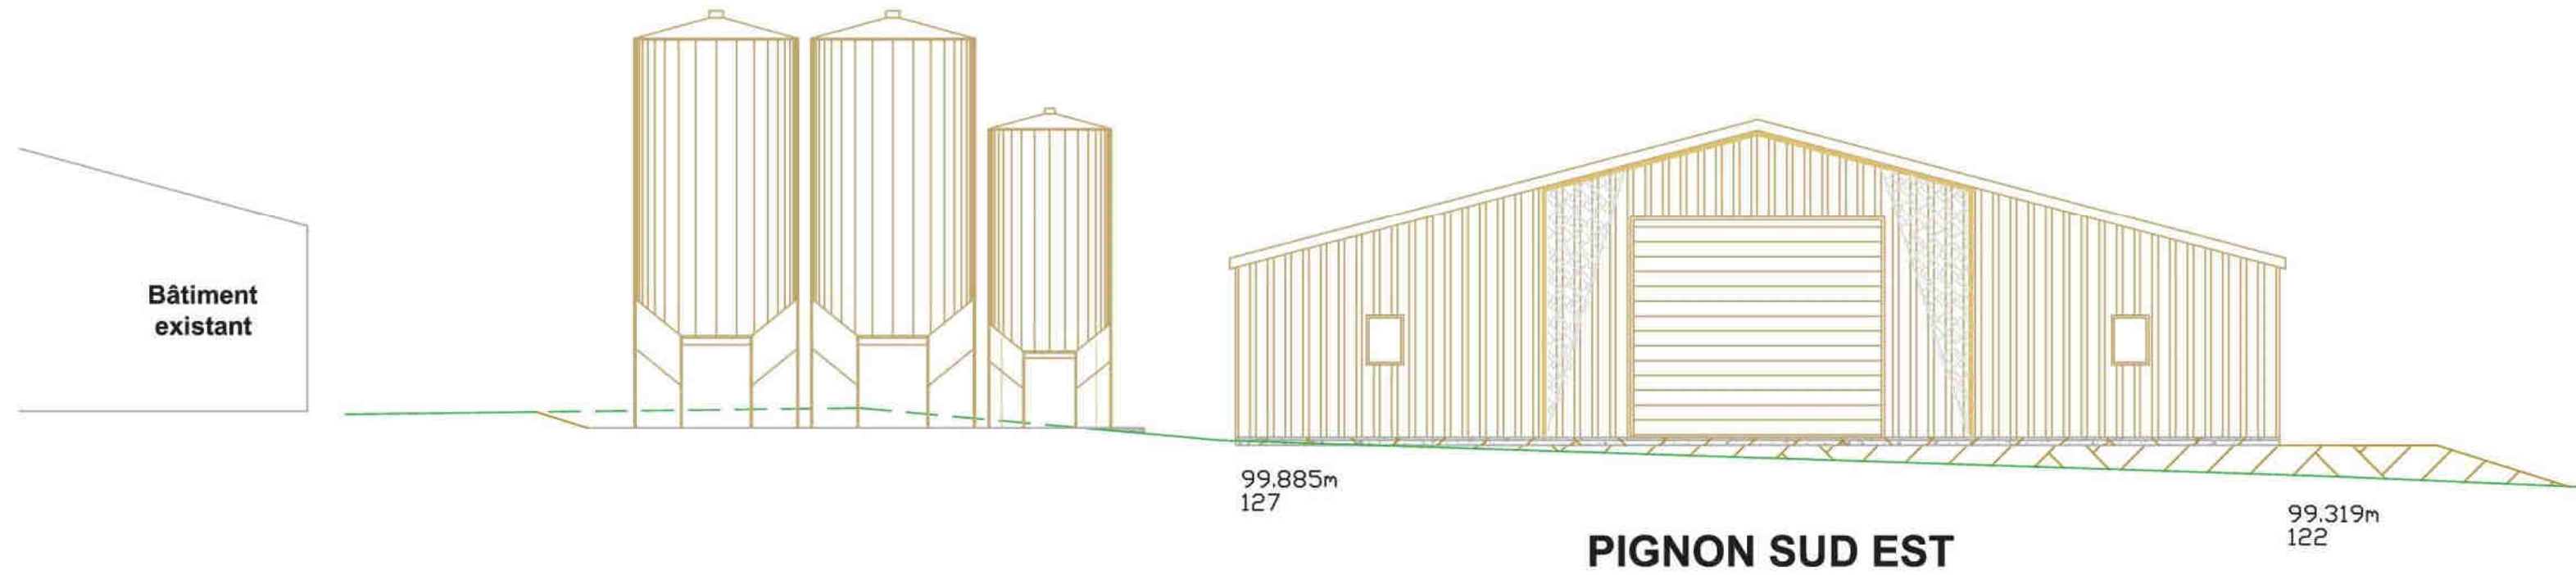 Bâtiment
existant
99.885m
127
99.319m
122
PIGNON SUD EST